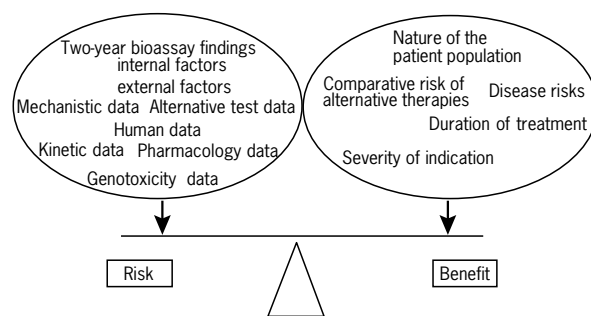 Two-year bioassay findings
internal factors
external factors
Mechanistic data Alternative test data
Human data
Kinetic data Pharmacology data
Genotoxicity data
Nature of the
patient population
Comparative risk of
alternative therapies
Disease risks
Duration of treatment
Severity of indication
Risk
Benefit